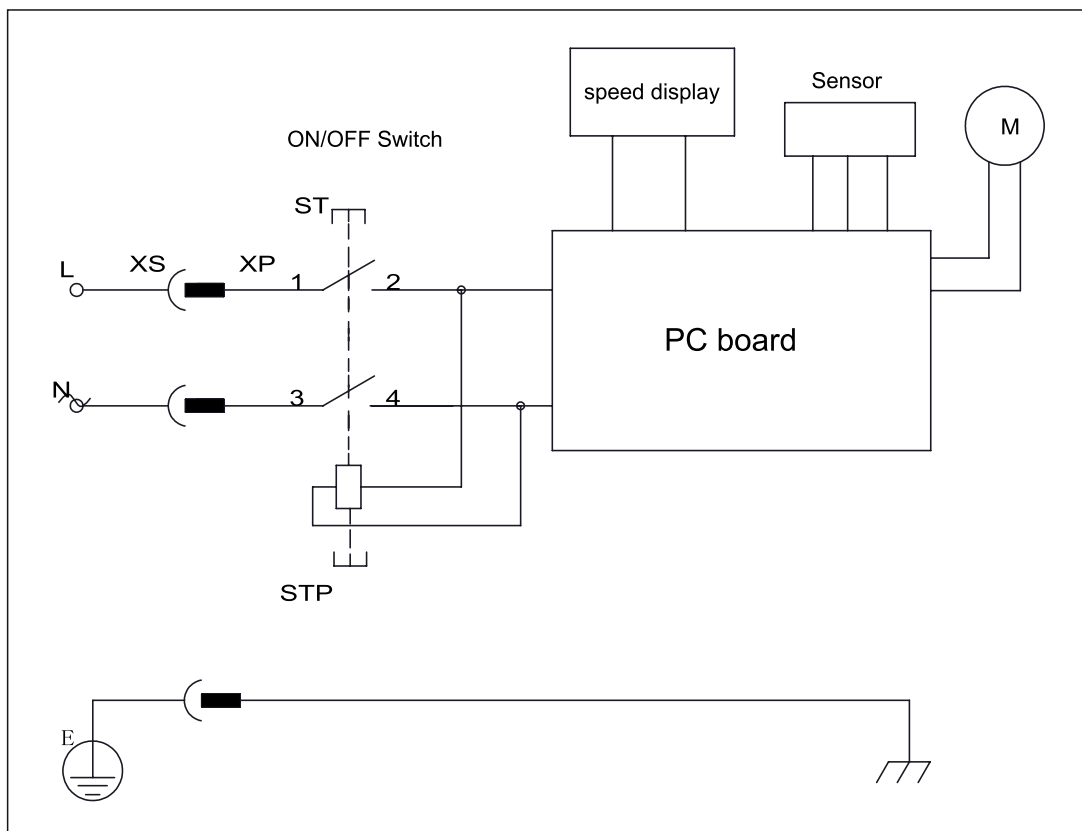 speed display
Sensor
M
ON/OFF Switch
ST
L
XS
XP
1
2
PC board
N
3
4
STP
E